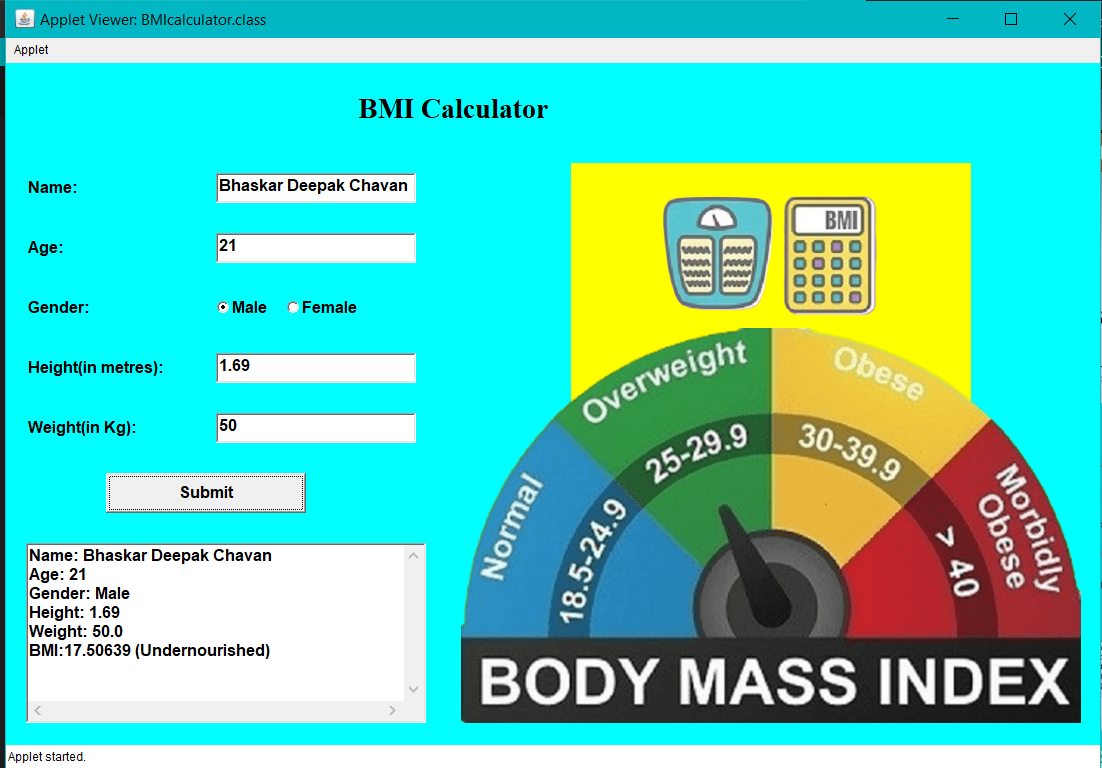 Applet Viewer: BMIcalculator.class
Applet
BMI Calculator
Name: Bhaskar Deepak Chavan
Age: 21
Gender: Male Female
Height(in metres): 1.69
Weight(in Kg): 50
Submit
Name: Bhaskar Deepak Chavan
Age: 21
Gender: Male
Height: 1.69
Weight: 50.0
BMI:17.50639 (Undernourished)
BMI
Normal
18.5-24.9
Overweight
25-29.9
Obese
30-39.9
Morbidly
Obese
> 40
BODY MASS INDEX
Applet started.